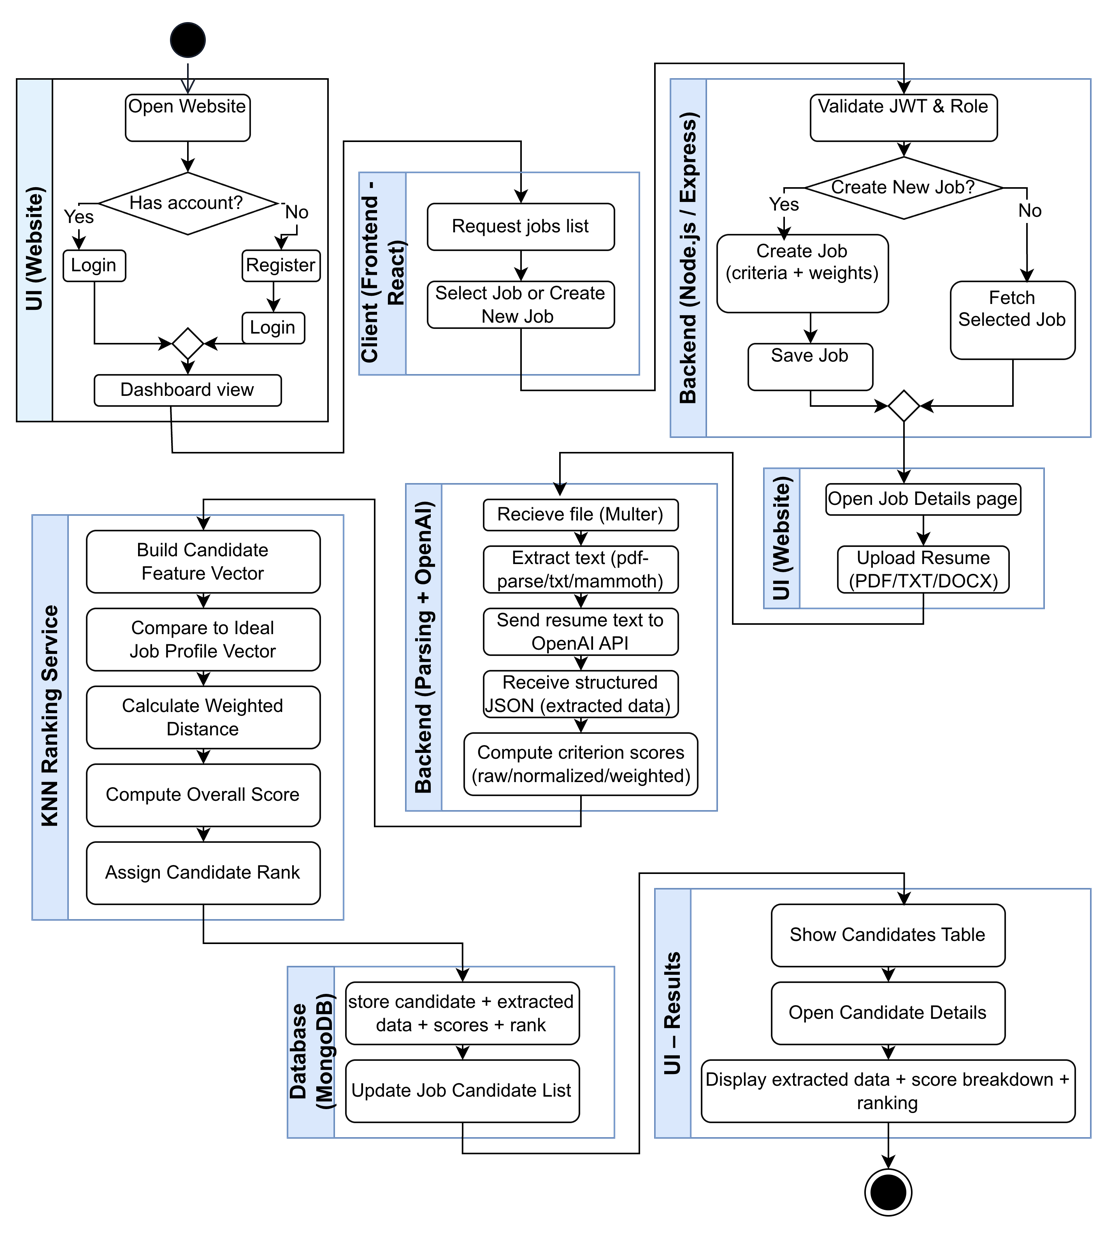 UI (Website)
Open Website
Has account?
Yes
No
Login
Register
Login
Dashboard view
Client (Frontend -
React)
Request jobs list
Select Job or Create
New Job
Backend (Node.js / Express)
Validate JWT & Role
Create New Job?
Yes
No
Create Job
(criteria + weights)
Fetch
Selected Job
Save Job
UI (Website)
Open Job Details page
Upload Resume
(PDF/TXT/DOCX)
Backend (Parsing + OpenAI)
Recieve file (Multer)
Extract text (pdf-
parse/txt/mammoth)
Send resume text to
OpenAI API
Receive structured
JSON (extracted data)
Compute criterion scores
(raw/normalized/weighted)
KNN Ranking Service
Build Candidate
Feature Vector
Compare to Ideal
Job Profile Vector
Calculate Weighted
Distance
Compute Overall Score
Assign Candidate Rank
Database
(MongoDB)
store candidate + extracted
data + scores + rank
Update Job Candidate List
UI – Results
Show Candidates Table
Open Candidate Details
Display extracted data + score breakdown +
ranking